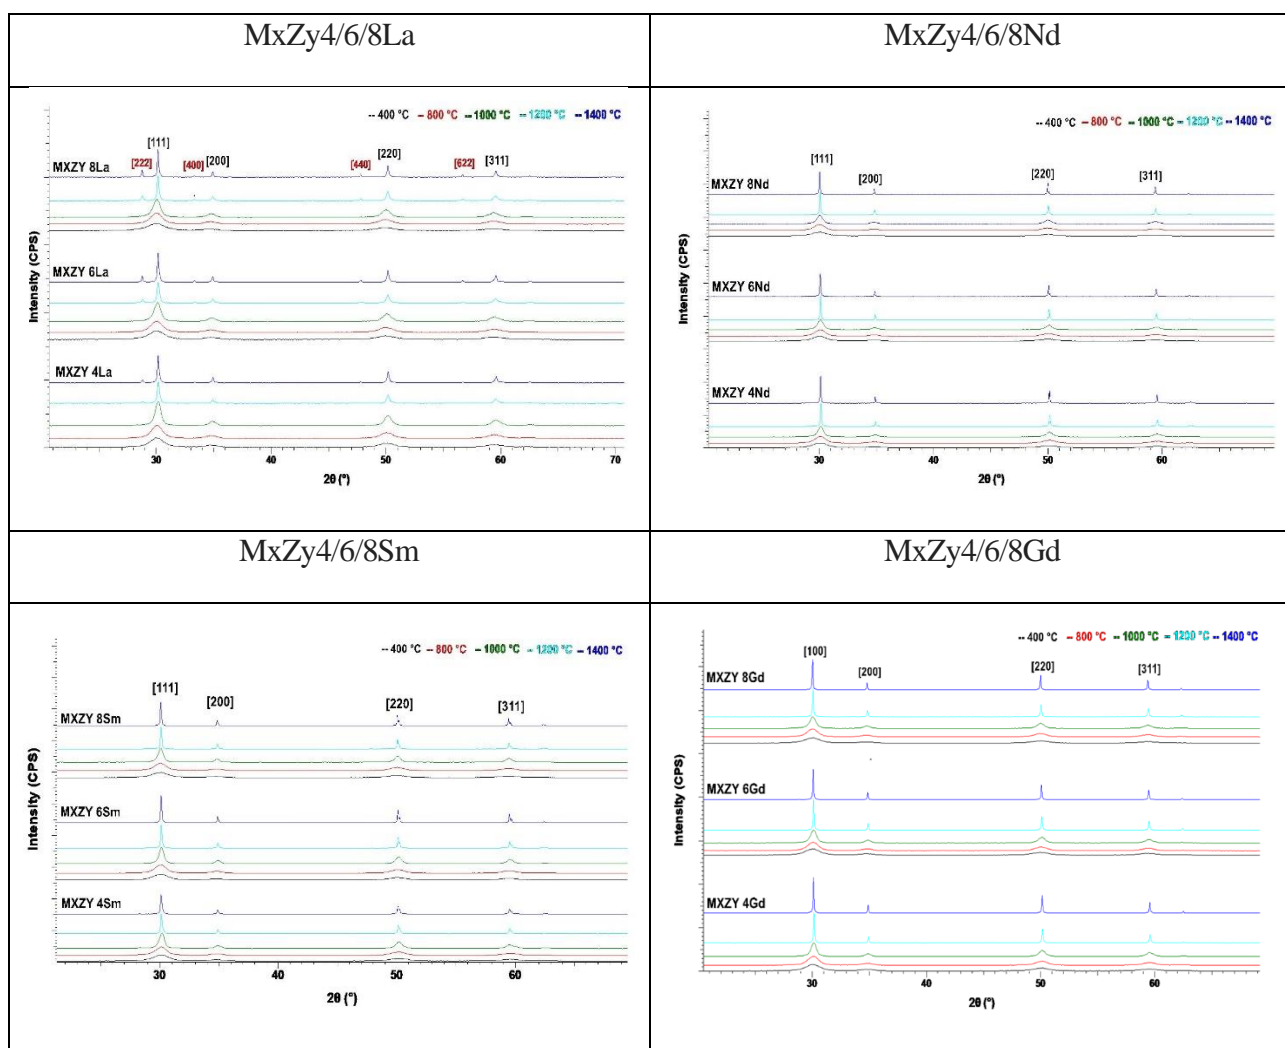 MxZy4/6/8La
-- 400 °C -- 800 °C -- 1000 °C -- 1200 °C -- 1400 °C
[111]
[222] [400] [200] [220] [440] [622] [311]
MXZY 8La
MXZY 6La
MXZY 4La
Intensity (CPS)
30 40 50 60 70
2θ (°)
MxZy4/6/8Nd
-- 400 °C -- 800 °C -- 1000 °C -- 1200 °C -- 1400 °C
[111] [200] [220] [311]
MXZY 8Nd
MXZY 6Nd
MXZY 4Nd
Intensity (CPS)
30 40 50 60
2θ (°)
MxZy4/6/8Sm
-- 400 °C -- 800 °C -- 1000 °C -- 1200 °C -- 1400 °C
[111] [200] [220] [311]
MXZY 8Sm
MXZY 6Sm
MXZY 4Sm
Intensity (CPS)
30 40 50 60
2θ (°)
MxZy4/6/8Gd
-- 400 °C -- 800 °C -- 1000 °C -- 1200 °C -- 1400 °C
[100] [200] [220] [311]
MXZY 8Gd
MXZY 6Gd
MXZY 4Gd
Intensity (CPS)
30 40 50 60
2θ (°)